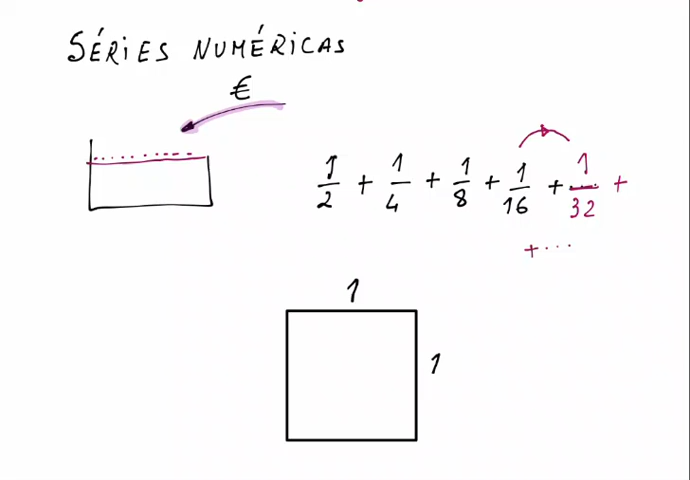 SÉRIES NUMÉRICAS
€
1/2 + 1/4 + 1/8 + 1/16 + 1/32 +
+ ...
1
1